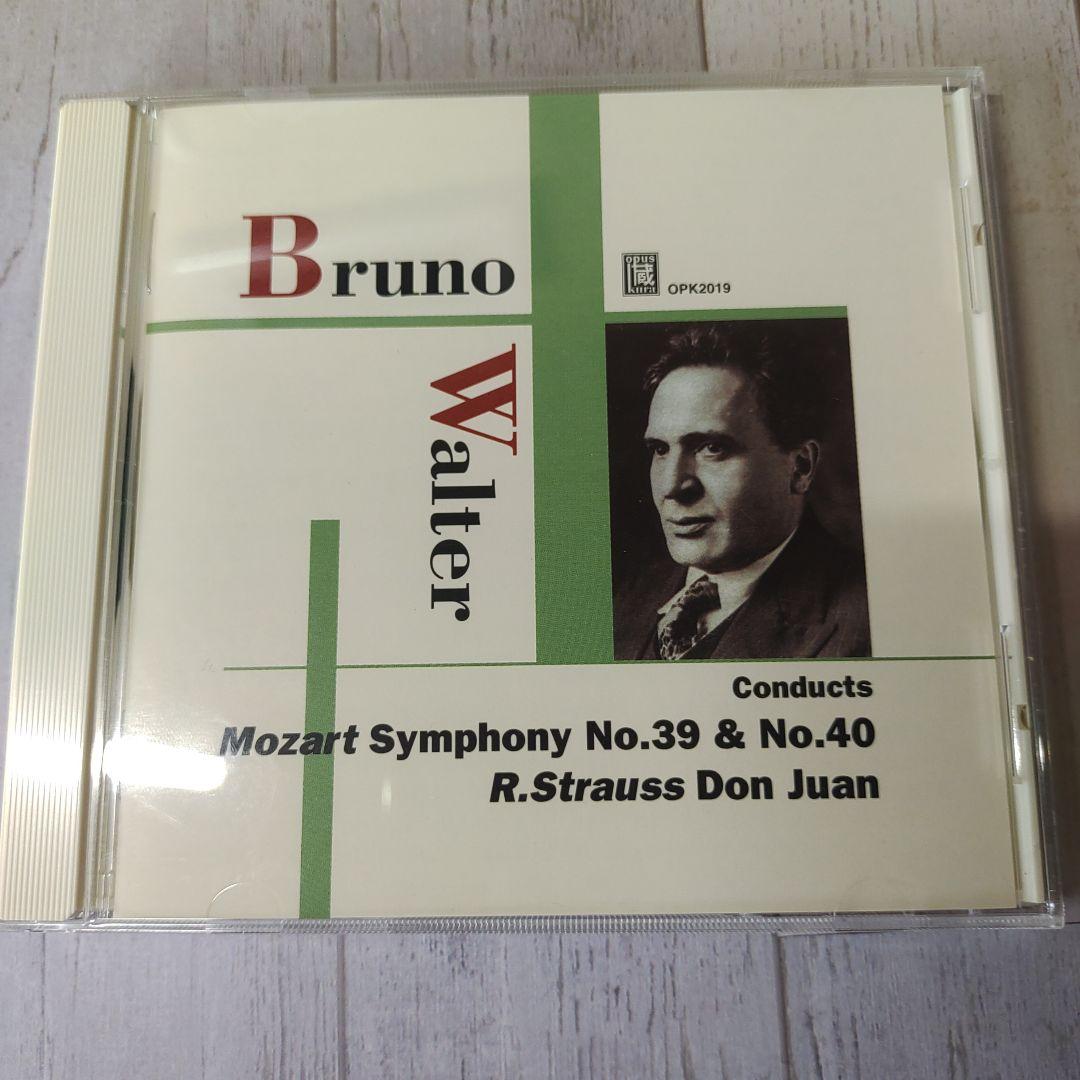 Bruno
Walter
opus
蔵
kura
OPK2019
Conducts
Mozart Symphony No.39 & No.40
R.Strauss Don Juan